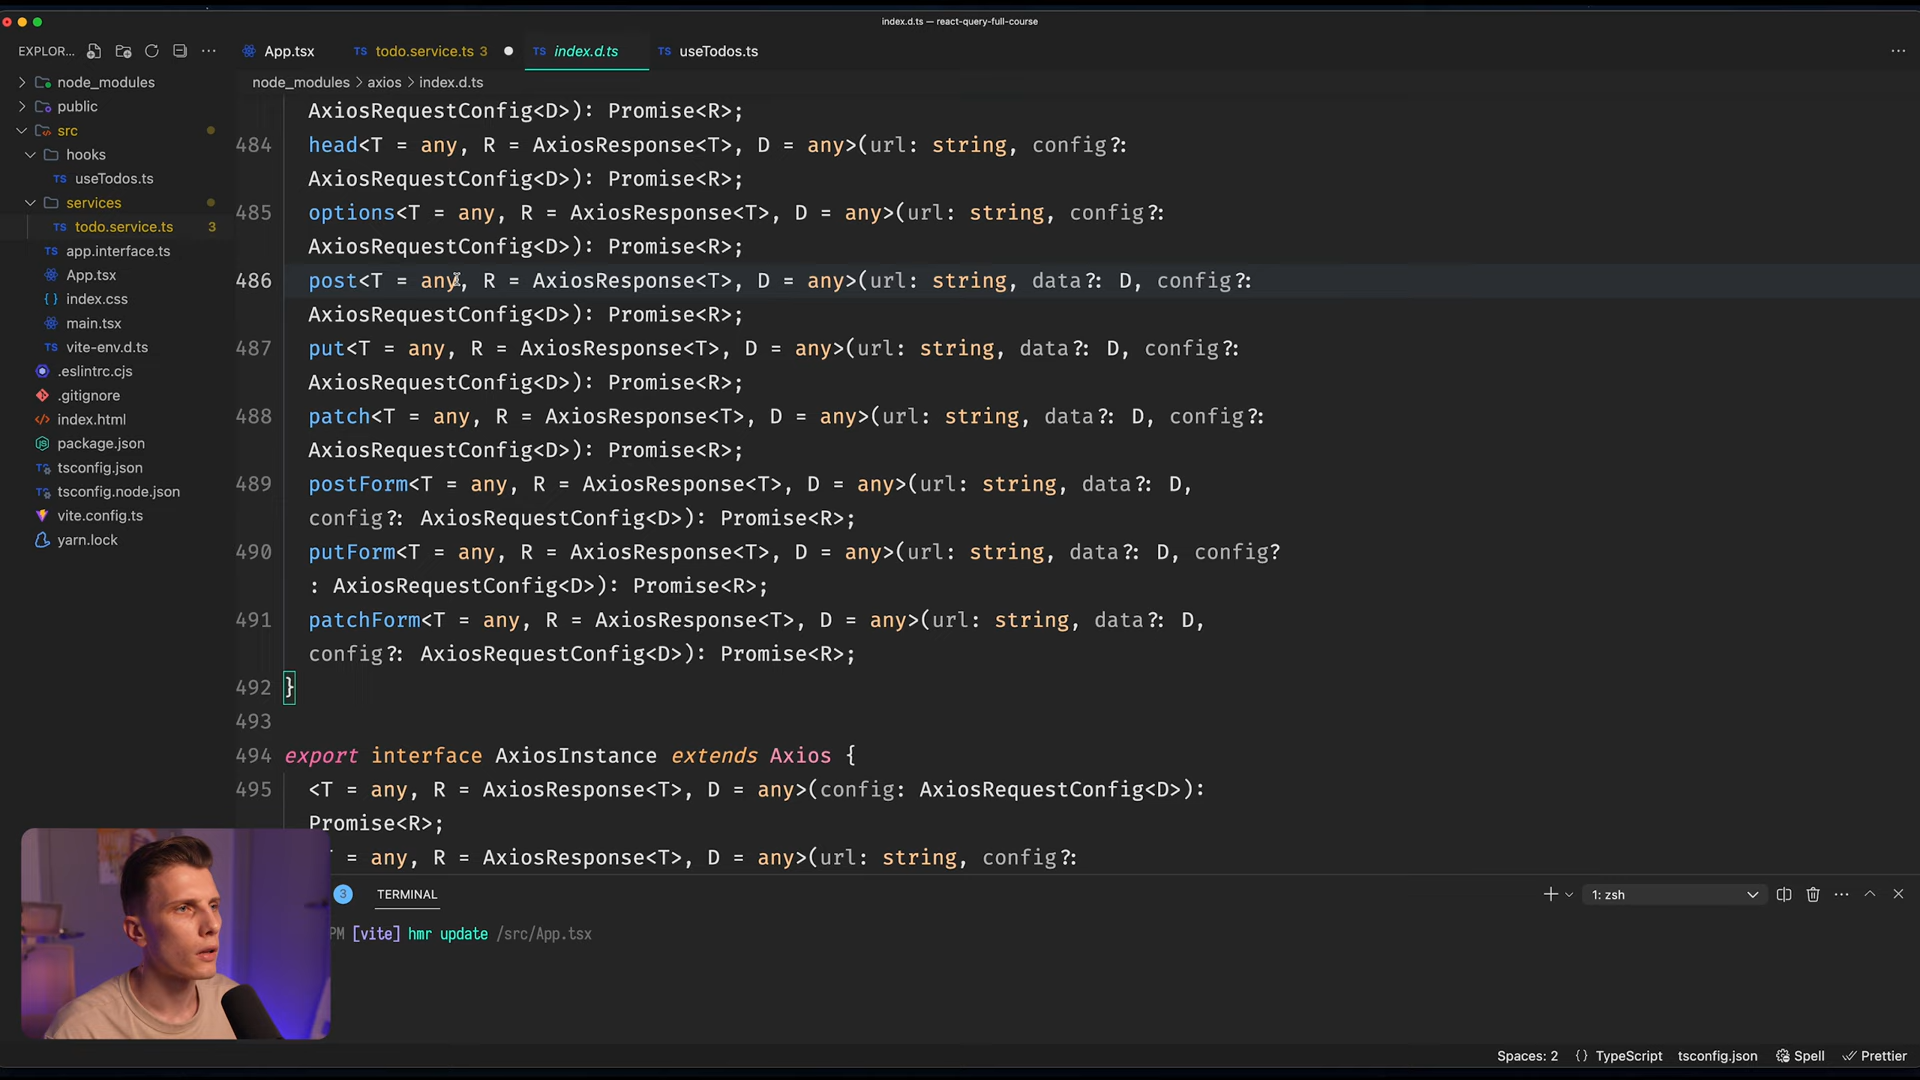 index.d.ts — react-query-full-course
EXPLOR...
App.tsx
TS todo.service.ts 3
TS index.d.ts
TS useTodos.ts
node_modules > axios > index.d.ts
node_modules
public
src
hooks
TS useTodos.ts
services
TS todo.service.ts 3
TS app.interface.ts
App.tsx
{} index.css
main.tsx
TS vite-env.d.ts
.eslintrc.cjs
.gitignore
</> index.html
package.json
tsconfig.json
tsconfig.node.json
vite.config.ts
yarn.lock
AxiosRequestConfig<D>): Promise<R>;
484 head<T = any, R = AxiosResponse<T>, D = any>(url: string, config?:
AxiosRequestConfig<D>): Promise<R>;
485 options<T = any, R = AxiosResponse<T>, D = any>(url: string, config?:
AxiosRequestConfig<D>): Promise<R>;
486 post<T = any, R = AxiosResponse<T>, D = any>(url: string, data?: D, config?:
AxiosRequestConfig<D>): Promise<R>;
487 put<T = any, R = AxiosResponse<T>, D = any>(url: string, data?: D, config?:
AxiosRequestConfig<D>): Promise<R>;
488 patch<T = any, R = AxiosResponse<T>, D = any>(url: string, data?: D, config?:
AxiosRequestConfig<D>): Promise<R>;
489 postForm<T = any, R = AxiosResponse<T>, D = any>(url: string, data?: D,
config?: AxiosRequestConfig<D>): Promise<R>;
490 putForm<T = any, R = AxiosResponse<T>, D = any>(url: string, data?: D, config?
: AxiosRequestConfig<D>): Promise<R>;
491 patchForm<T = any, R = AxiosResponse<T>, D = any>(url: string, data?: D,
config?: AxiosRequestConfig<D>): Promise<R>;
492 }
493
494 export interface AxiosInstance extends Axios {
495 <T = any, R = AxiosResponse<T>, D = any>(config: AxiosRequestConfig<D>):
Promise<R>;
= any, R = AxiosResponse<T>, D = any>(url: string, config?:
3 TERMINAL
1: zsh
PM [vite] hmr update /src/App.tsx
Spaces: 2 {} TypeScript tsconfig.json Spell Prettier